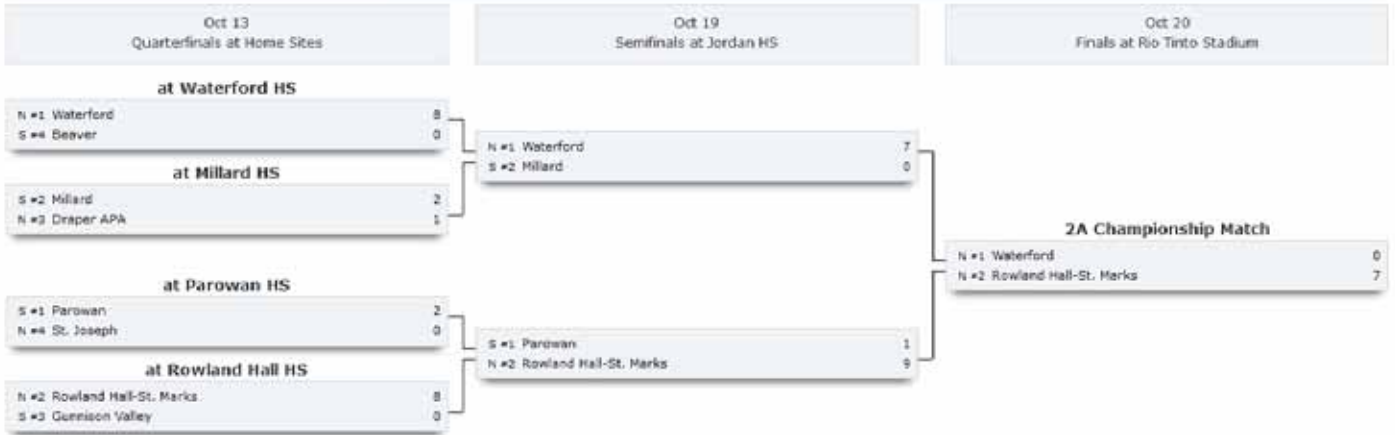 Oct 13
Quarterfinals at Home Sites
Oct 19
Semifinals at Jordan HS
Oct 20
Finals at Rio Tinto Stadium
at Waterford HS
N #1 Waterford 8
S #4 Beaver 0
at Millard HS
S #2 Millard 2
N #3 Draper APA 1
at Parowan HS
S #1 Parowan 2
N #4 St. Joseph 0
at Rowland Hall HS
N #2 Rowland Hall-St. Marks 8
S #3 Gunnison Valley 0
N #1 Waterford 7
S #2 Millard 0
S #1 Parowan 1
N #2 Rowland Hall-St. Marks 9
2A Championship Match
N #1 Waterford 0
N #2 Rowland Hall-St. Marks 7